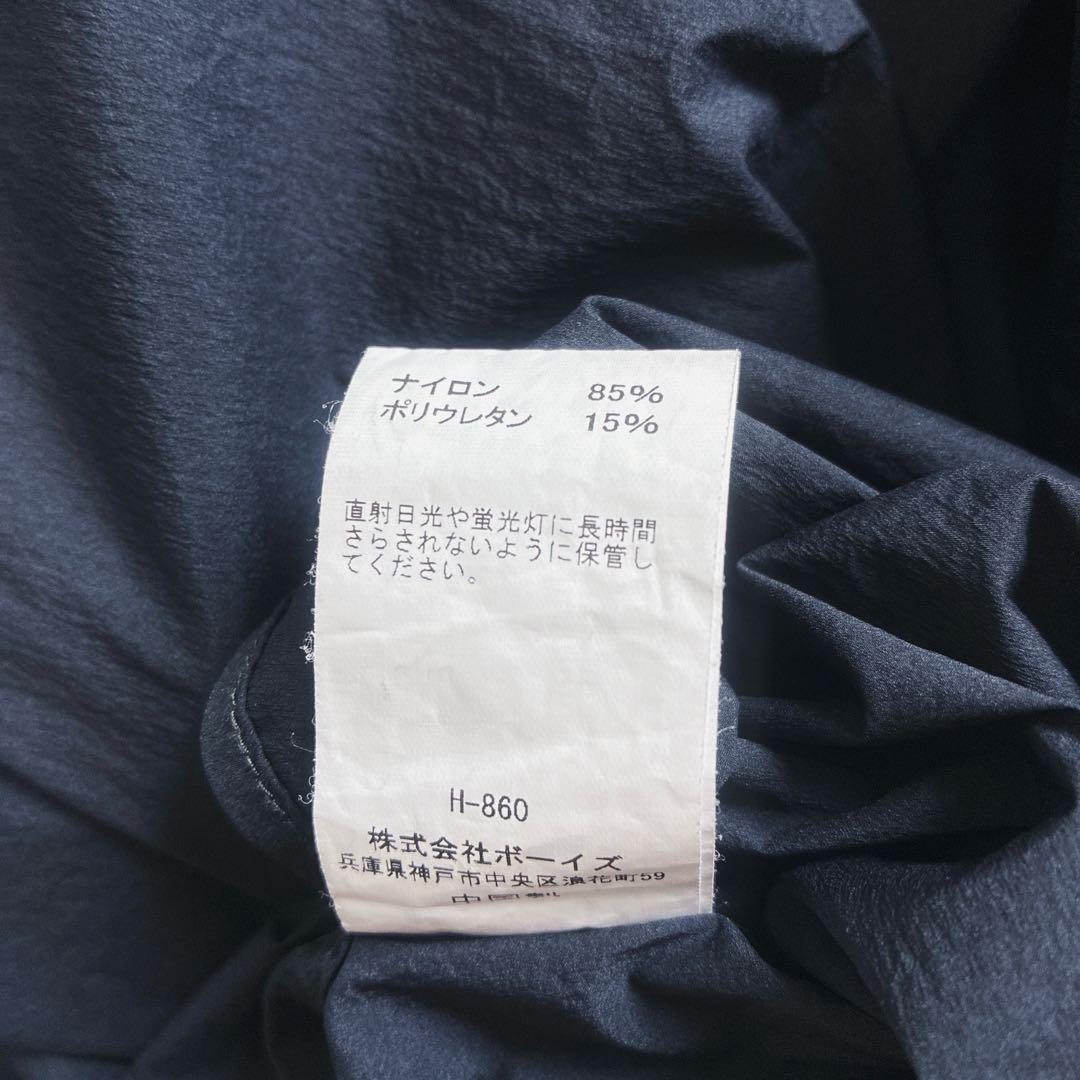 ナイロン 85%
ポリウレタン 15%
直射日光や蛍光灯に長時間
さらされないように保管し
てください。
H-860
株式会社ボーイズ
兵庫県神戸市中央区浪花町59
中国製